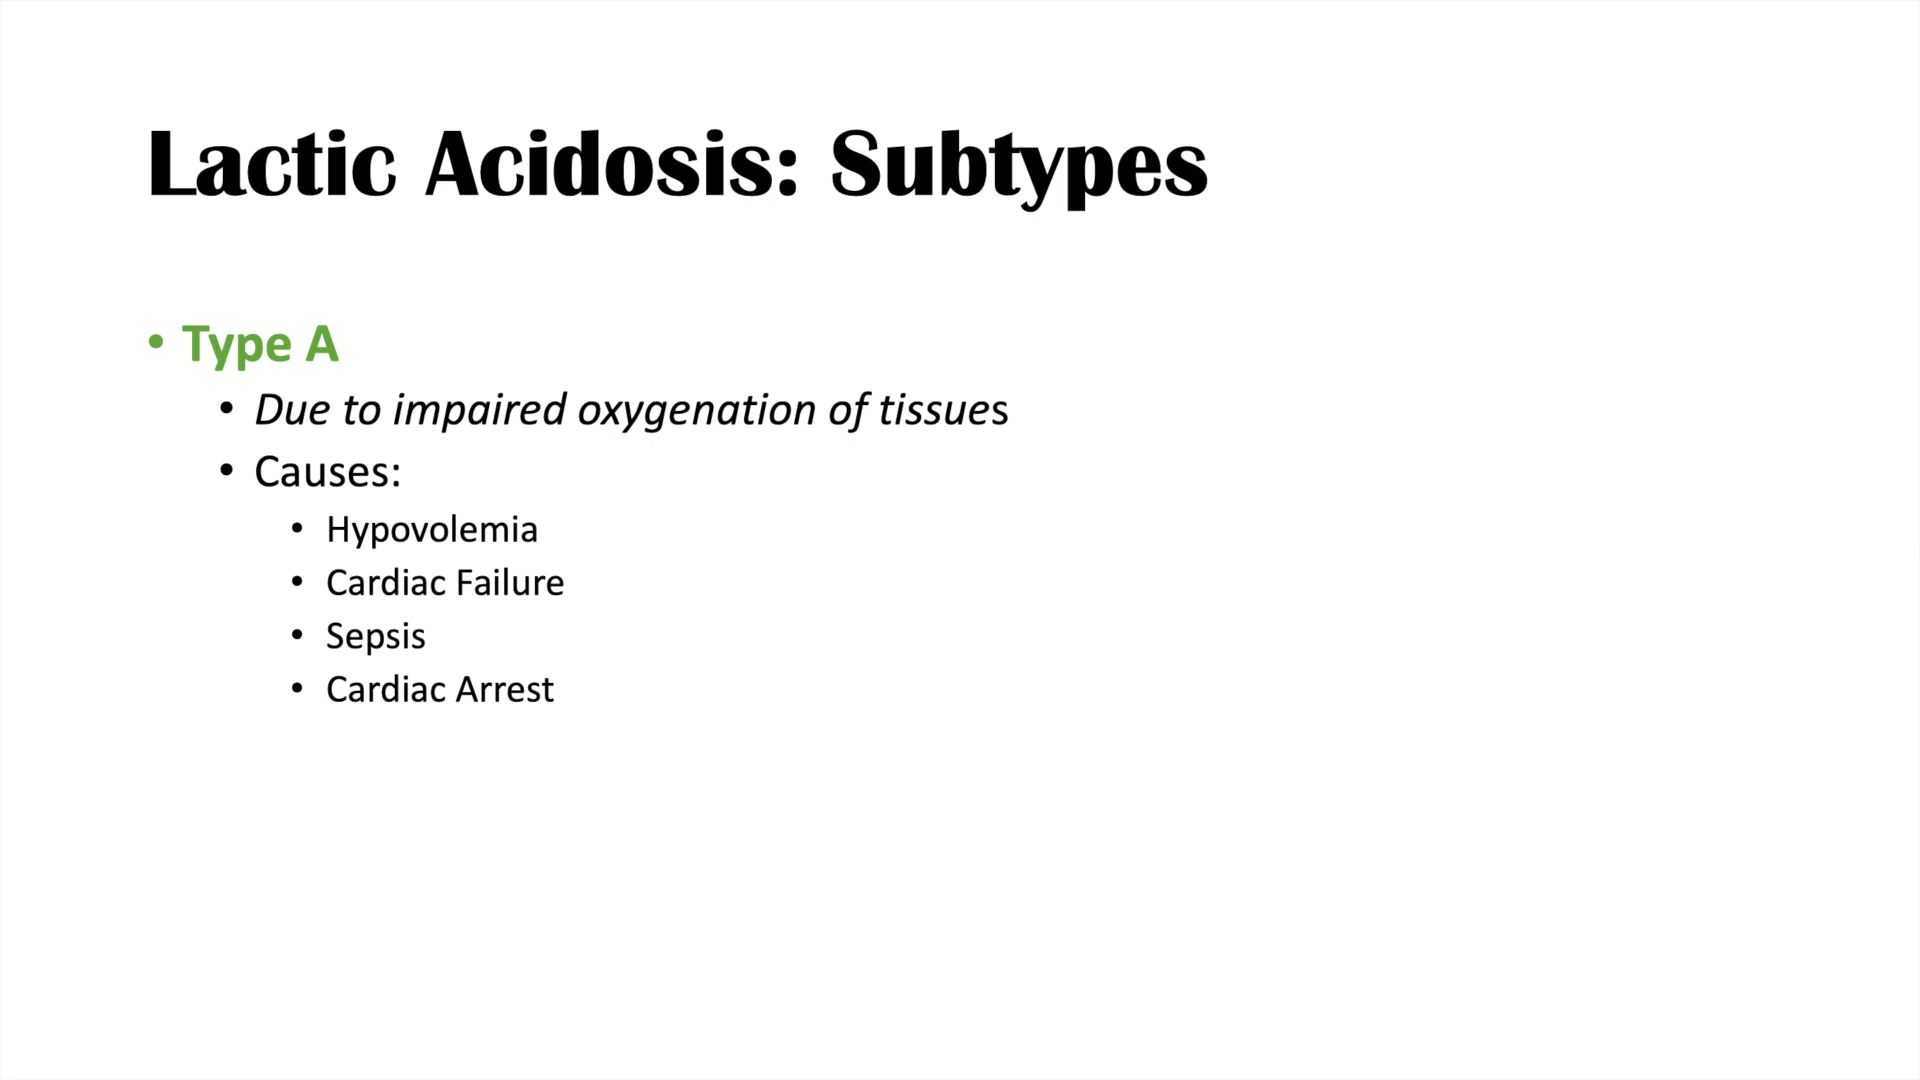 Lactic Acidosis: Subtypes
• Type A
• Due to impaired oxygenation of tissues
• Causes:
• Hypovolemia
• Cardiac Failure
• Sepsis
• Cardiac Arrest